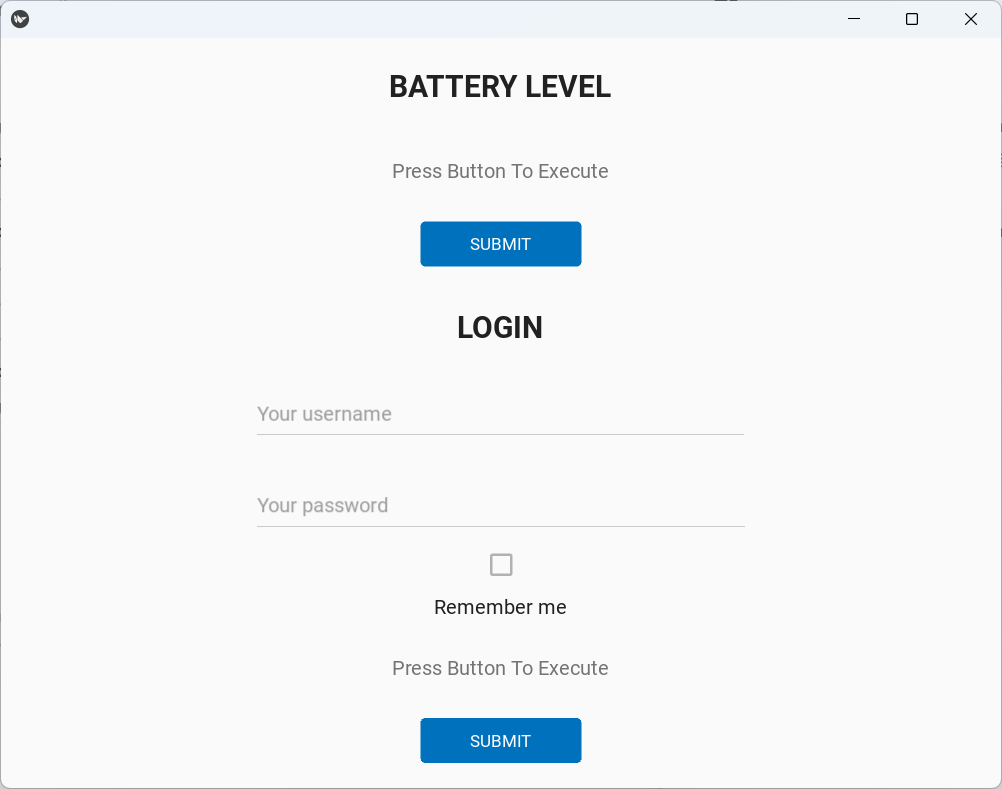 BATTERY LEVEL
Press Button To Execute
SUBMIT
LOGIN
Your username
Your password
Remember me
Press Button To Execute
SUBMIT